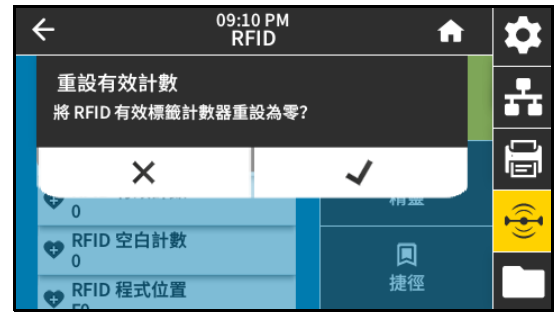 09:10 PM
RFID
重設有效計數
將 RFID 有效標籤計數器重設為零?
0
精靈
RFID 空白計數
0
捷徑
RFID 程式位置